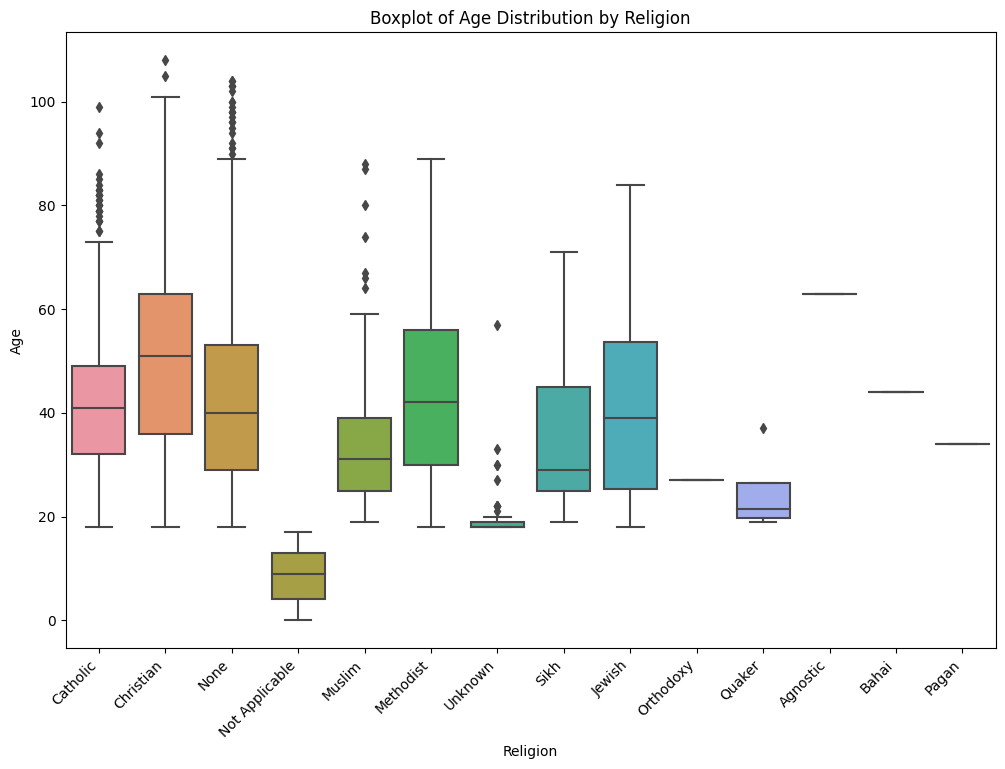 Boxplot of Age Distribution by Religion
Age
100
80
60
40
20
0
Catholic
Christian
None
Not Applicable
Muslim
Methodist
Unknown
Sikh
Jewish
Orthodoxy
Quaker
Agnostic
Bahai
Pagan
Religion